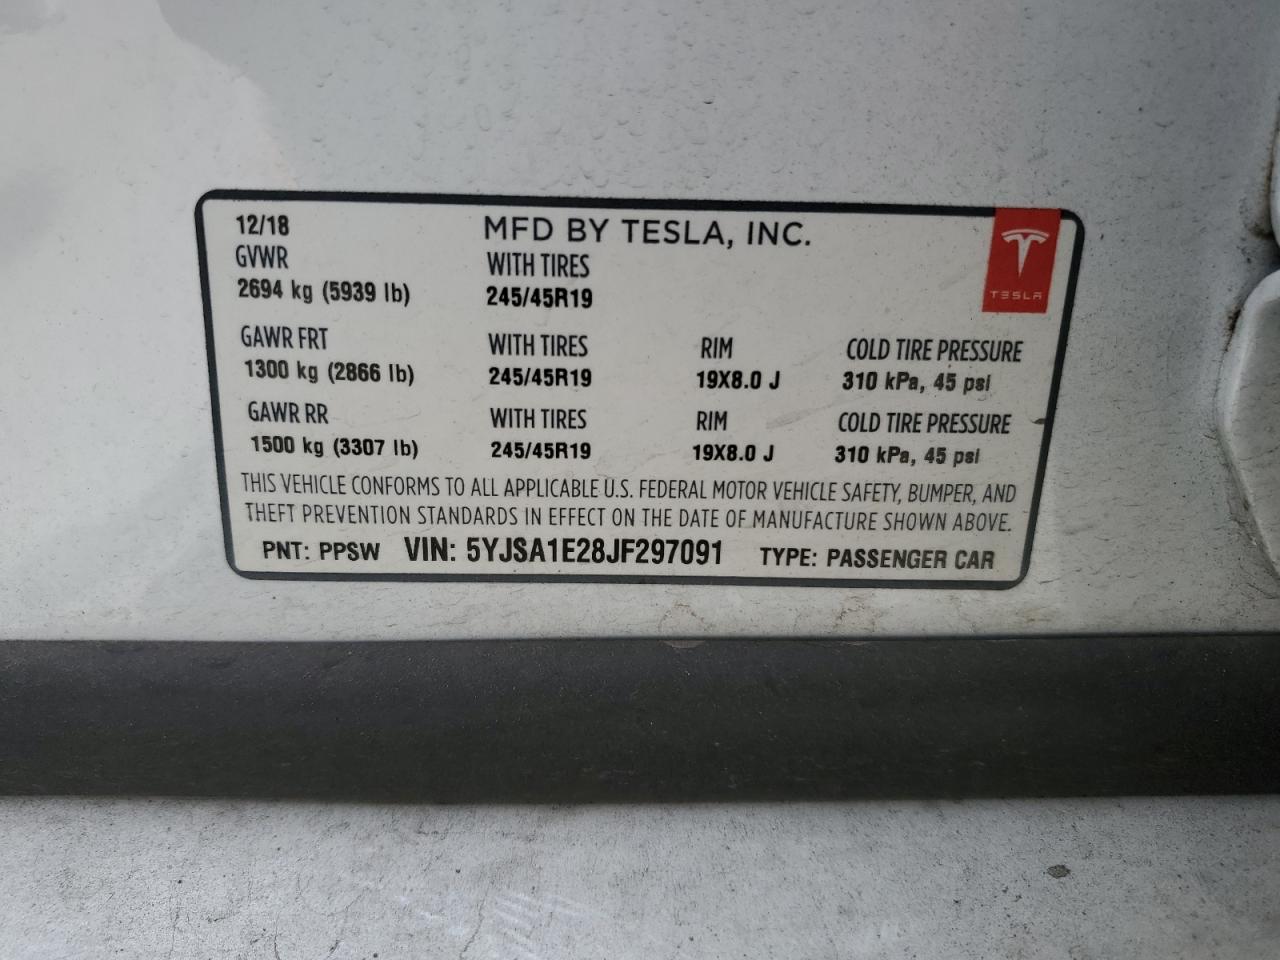 12/18 MFD BY TESLA, INC.
GVWR WITH TIRES
2694 kg (5939 lb) 245/45R19
TESLA
GAWR FRT WITH TIRES RIM COLD TIRE PRESSURE
1300 kg (2866 lb) 245/45R19 19X8.0 J 310 kPa, 45 psi
GAWR RR WITH TIRES RIM COLD TIRE PRESSURE
1500 kg (3307 lb) 245/45R19 19X8.0 J 310 kPa, 45 psi
THIS VEHICLE CONFORMS TO ALL APPLICABLE U.S. FEDERAL MOTOR VEHICLE SAFETY, BUMPER, AND
THEFT PREVENTION STANDARDS IN EFFECT ON THE DATE OF MANUFACTURE SHOWN ABOVE.
PNT: PPSW VIN: 5YJSA1E28JF297091 TYPE: PASSENGER CAR